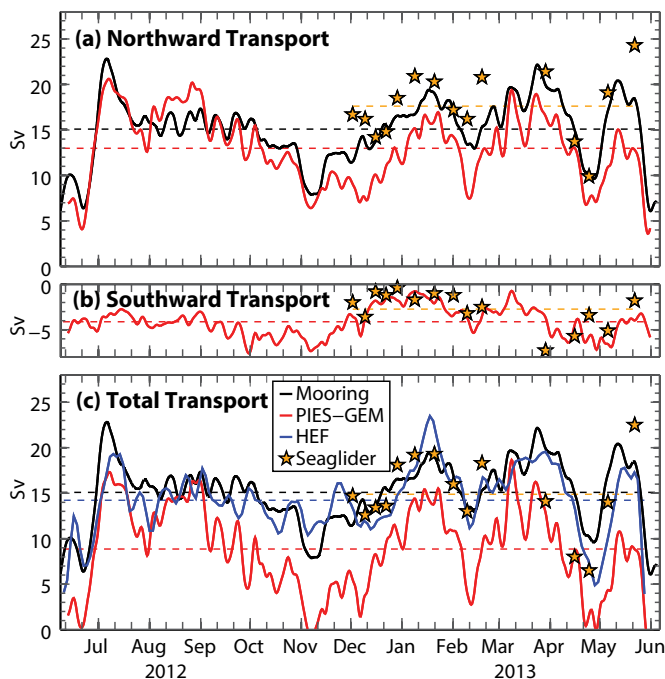 (a) Northward Transport
25
20
15
10
5
0
Sv
(b) Southward Transport
0
−5
Sv
(c) Total Transport
Mooring
PIES−GEM
HEF
Seaglider
25
20
15
10
5
0
Sv
Jul Aug Sep Oct Nov Dec Jan Feb Mar Apr May Jun
2012 2013